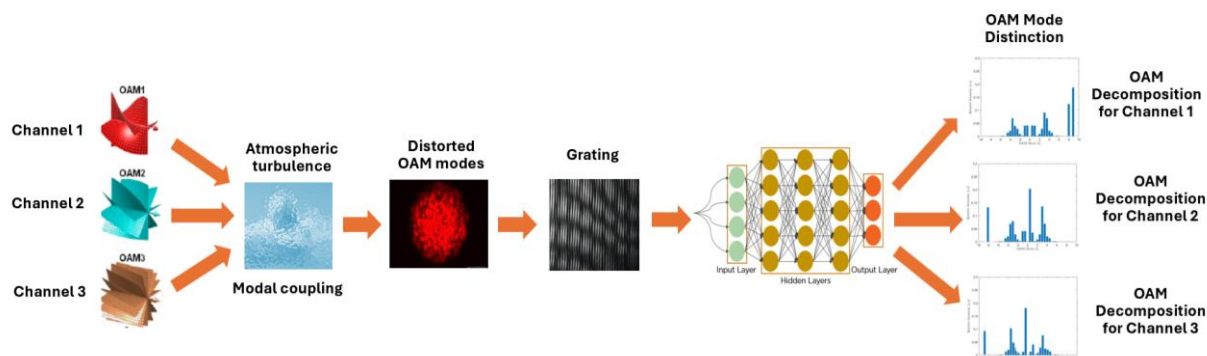 OAM1
Channel 1
OAM2
Channel 2
OAM3
Channel 3
Atmospheric
turbulence
Modal coupling
Distorted
OAM modes
Grating
Input Layer
Hidden Layers
Output Layer
OAM Mode
Distinction
OAM
Decomposition
for Channel 1
OAM
Decomposition
for Channel 2
OAM
Decomposition
for Channel 3